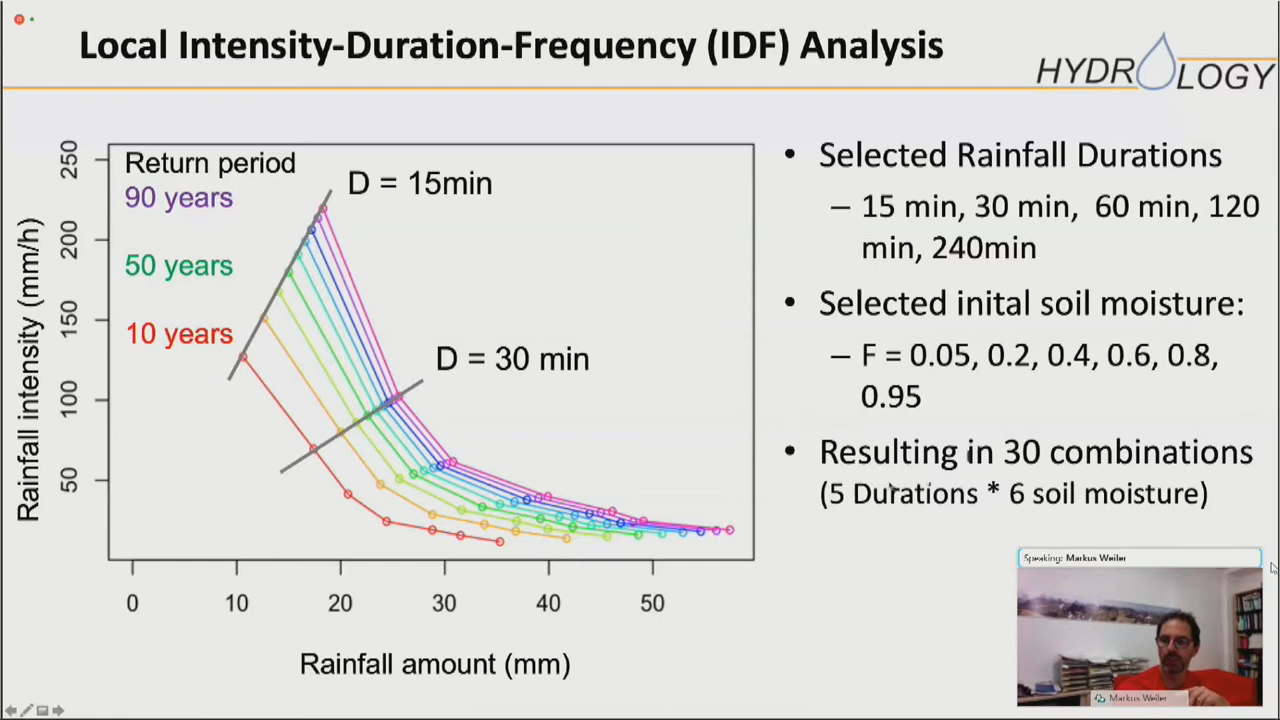 Local Intensity-Duration-Frequency (IDF) Analysis
HYDROLOGY
Return period
90 years
50 years
10 years
D = 15min
D = 30 min
Rainfall intensity (mm/h)
250
200
150
100
50
0 10 20 30 40 50
Rainfall amount (mm)
• Selected Rainfall Durations
– 15 min, 30 min, 60 min, 120
min, 240min
• Selected inital soil moisture:
– F = 0.05, 0.2, 0.4, 0.6, 0.8,
0.95
• Resulting in 30 combinations
(5 Durations * 6 soil moisture)
Speaking: Markus Weiler
Markus Weiler